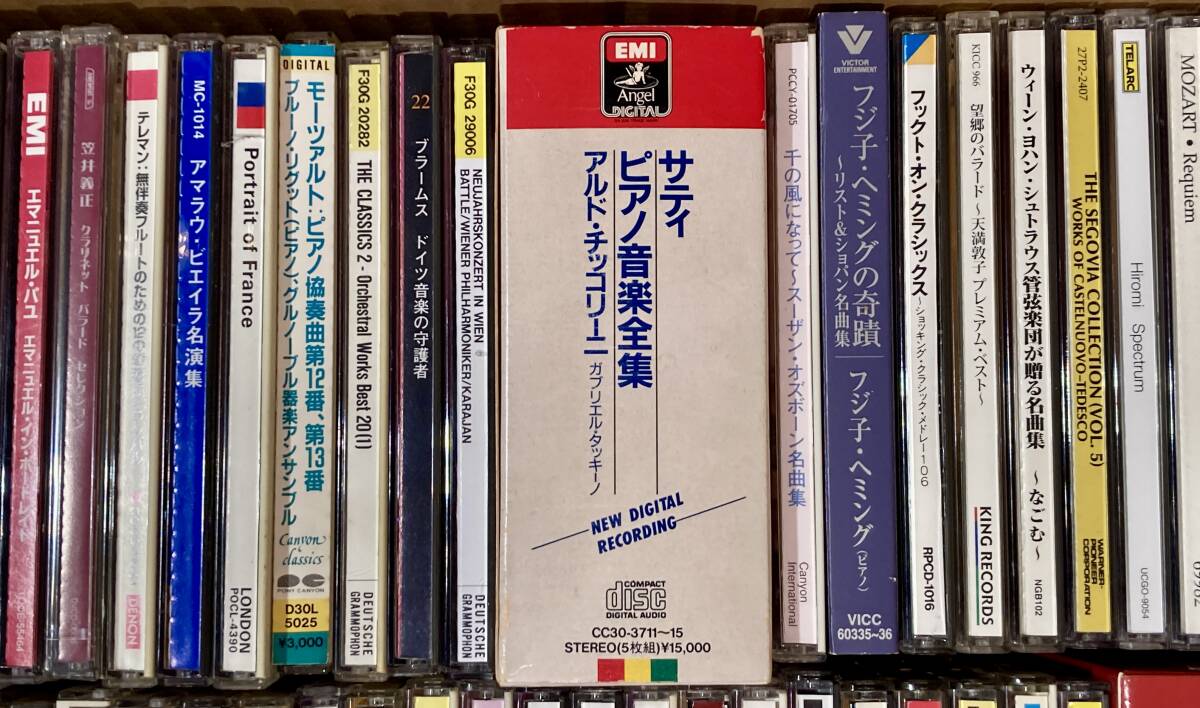 EMI
エマニュエル・パユ エマニュエル・イン・ボードレイズ
笠井義正 クラリネット バラード セレクション
テレマン:無伴奏フルートのための12の
DENON
MC-1014 アマラウ・ビエイラ名演集
Portrait of France
LONDON
POCL-4390
DIGITAL
モーツァルト:ピアノ協奏曲第12番、第13番
ブルーノ・リグット(ピアノ)、グルノーブル器楽アンサンブル
Canyon classics
PONY CANYON
D30L
5025
¥3,000
F30G 20282
THE CLASSICS 2 - Orchestral Works Best 20(1)
DEUTSCHE
GRAMMOPHON
22
ブラームス ドイツ音楽の守護者
F30G 29006
NEUJAHRSKONZERT IN WIEN
BATTLE/WIENER PHILHARMONIKER/KARAJAN
DEUTSCHE
GRAMMOPHON
EMI
Angel
DIGITAL
サティ
ピアノ音楽全集
アルド・チッコリーニ
ガブリエル・タッキーノ
NEW DIGITAL
RECORDING
COMPACT
disc
DIGITAL AUDIO
CC30-3711〜15
STEREO(5枚組)¥15,000
PCCY-01705
千の風になって〜スーザン・オズボーン名曲集
Canyon
International
VICTOR
ENTERTAINMENT
フジ子・ヘミングの奇蹟
〜リスト&ショパン名曲集
フジ子・ヘミング(ピアノ)
VICC
60335~36
フックト・オン・クラシックス
〜ショッキング・クラシック・メドレー106
RPCD-1016
KICC 966
望郷のバラード 〜天満敦子 プレミアム・ベスト〜
KING RECORDS
ウィーン・ヨハン・シュトラウス管弦楽団が贈る名曲集 〜なごむ〜
NGB102
27P2-2407
THE SEGOVIA COLLECTION (VOL. 5)
WORKS OF CASTELNUOVO-TEDESCO
WARNER-
PIONEER
CORPORATION
TELARC
Hiromi Spectrum
UCGO-9054
MOZART・Requiem